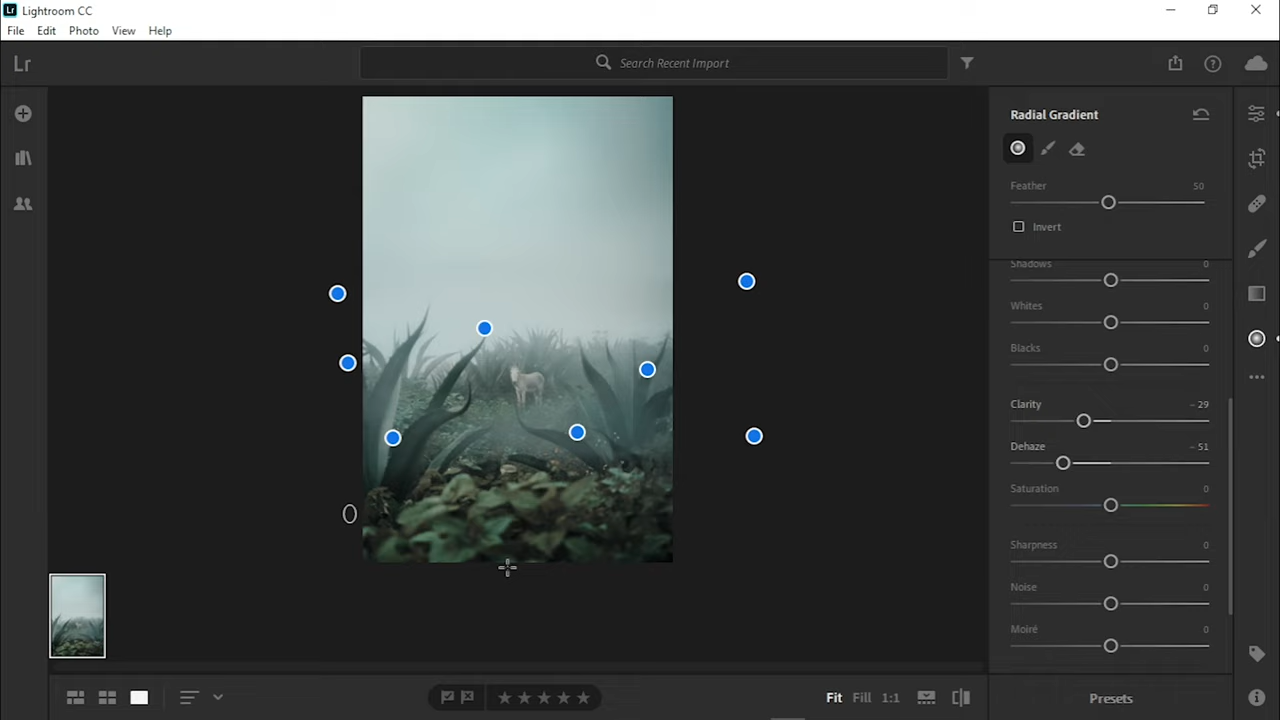 Lr Lightroom CC
File Edit Photo View Help
Lr
Search Recent Import
Radial Gradient
Feather 50
Invert
Shadows 0
Whites 0
Blacks 0
Clarity – 29
Dehaze – 51
Saturation 0
Sharpness 0
Noise 0
Moiré 0
Fit Fill 1:1
Presets